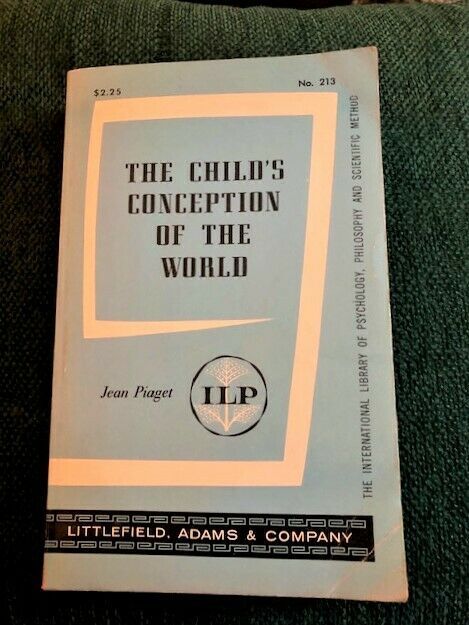 $2.25
No. 213
THE CHILD'S
CONCEPTION
OF THE
WORLD
Jean Piaget
ILP
THE INTERNATIONAL LIBRARY OF PSYCHOLOGY, PHILOSOPHY AND SCIENTIFIC METHOD
LITTLEFIELD, ADAMS & COMPANY